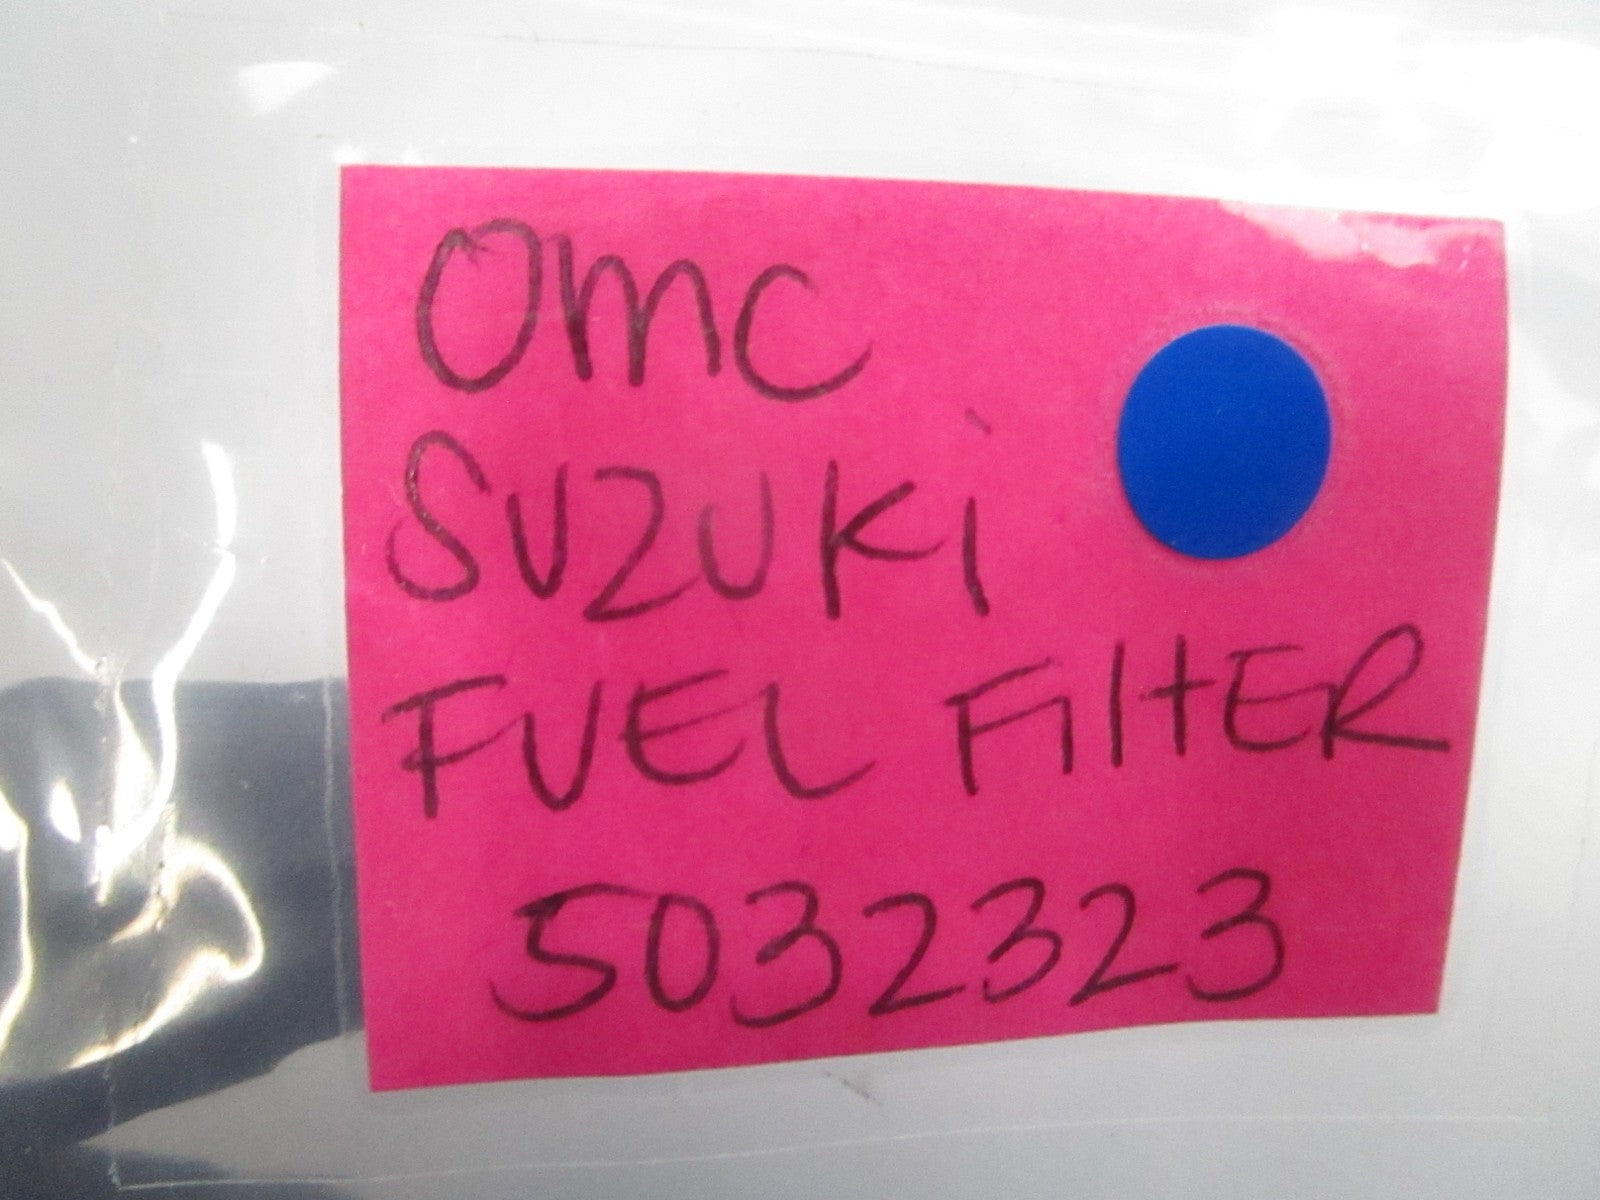 OMC
SUZUKi
FUEL FilTER
5032323